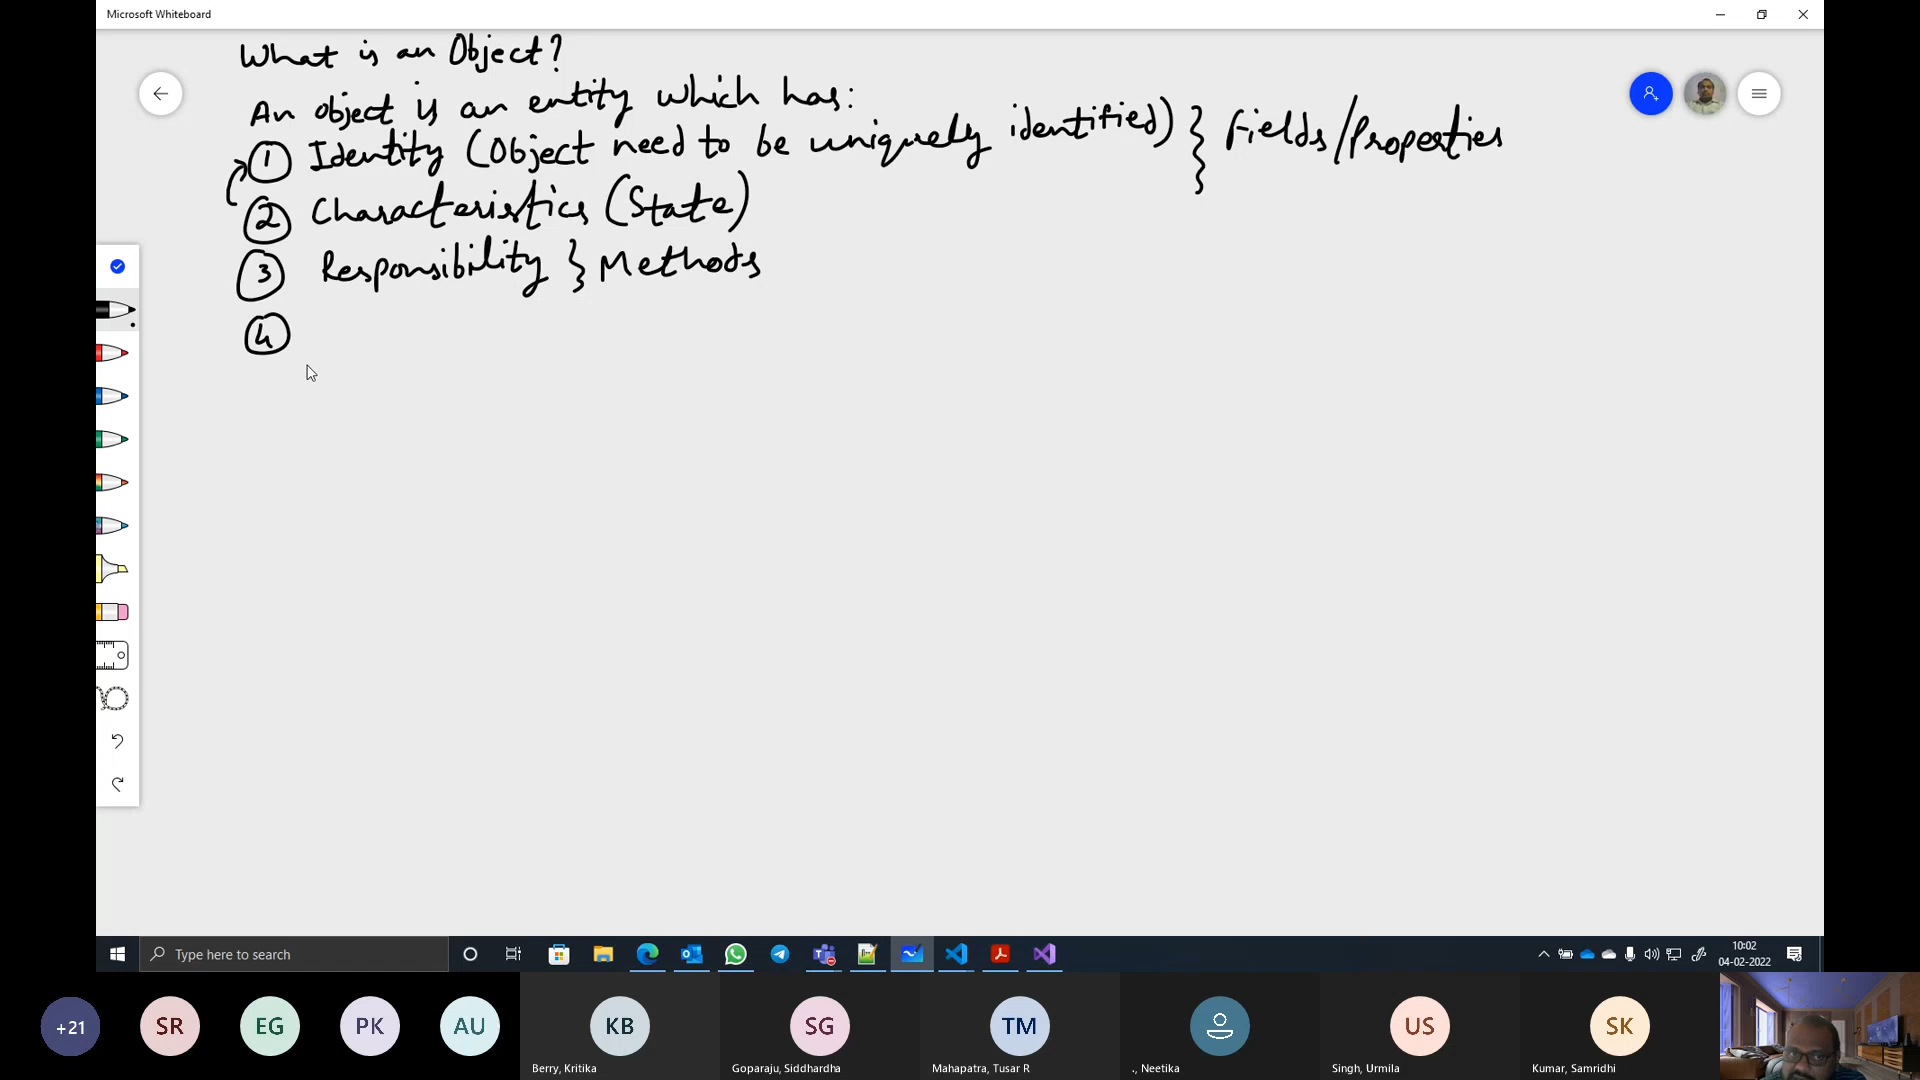 Microsoft Whiteboard
What is an Object?
An object is an entity which has:
① Identity (Object need to be uniquely identified) } Fields/Properties
② Characteristics (State)
③ Responsibility } Methods
④
Type here to search
10:02
04-02-2022
+21
SR
EG
PK
AU
KB
SG
TM
US
SK
Berry, Kritika
Goparaju, Siddhardha
Mahapatra, Tusar R
., Neetika
Singh, Urmila
Kumar, Samridhi